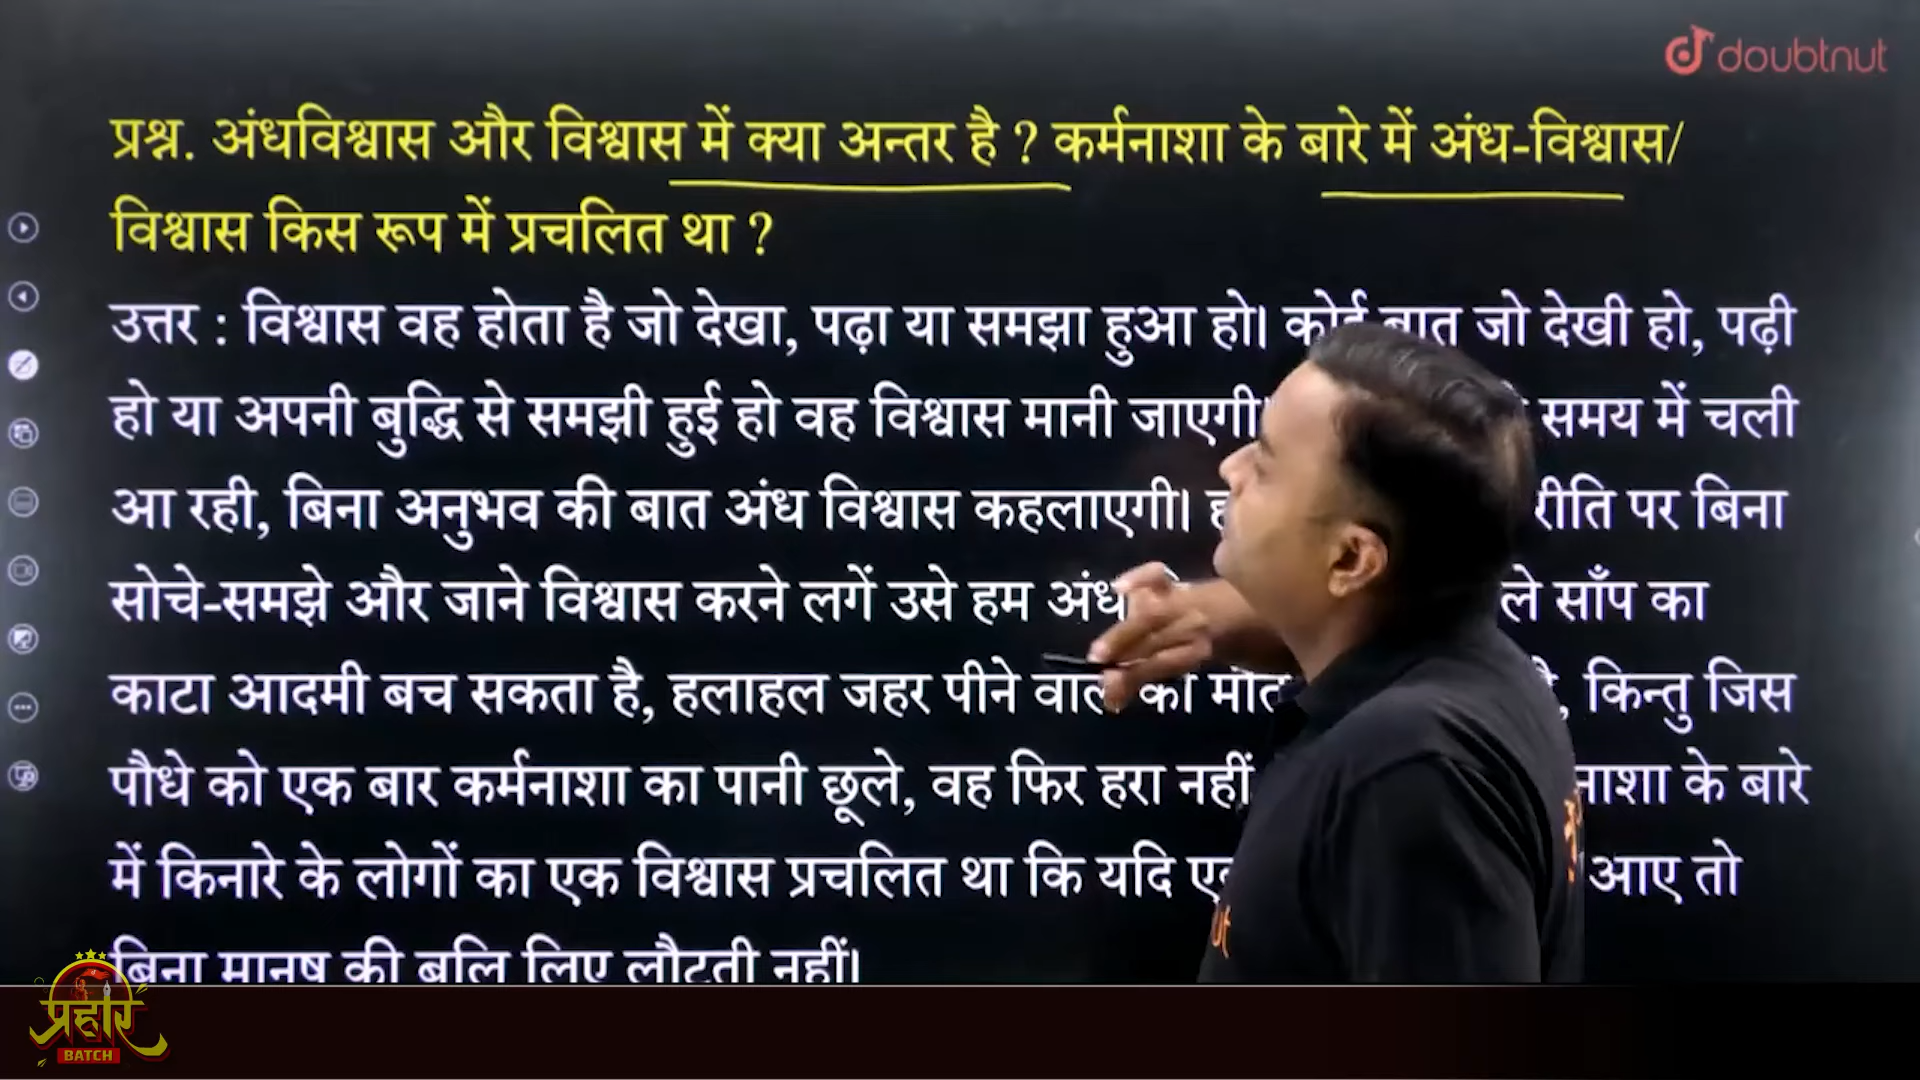 doubtnut
प्रश्न. अंधविश्वास और विश्वास में क्या अन्तर है ? कर्मनाशा के बारे में अंध-विश्वास/
विश्वास किस रूप में प्रचलित था ?
उत्तर : विश्वास वह होता है जो देखा, पढ़ा या समझा हुआ हो। कोई बात जो देखी हो, पढ़ी
हो या अपनी बुद्धि से समझी हुई हो वह विश्वास मानी जाएगी। समय में चली
आ रही, बिना अनुभव की बात अंध विश्वास कहलाएगी। रीति पर बिना
सोचे-समझे और जाने विश्वास करने लगें उसे हम अंध साँप का
काटा आदमी बच सकता है, हलाहल जहर पीने वाले की मौत किन्तु जिस
पौधे को एक बार कर्मनाशा का पानी छूले, वह फिर हरा नहीं के बारे
में किनारे के लोगों का एक विश्वास प्रचलित था कि यदि आए तो
बिना मानुष की बलि लिए लौटती नहीं।
प्रहार
BATCH